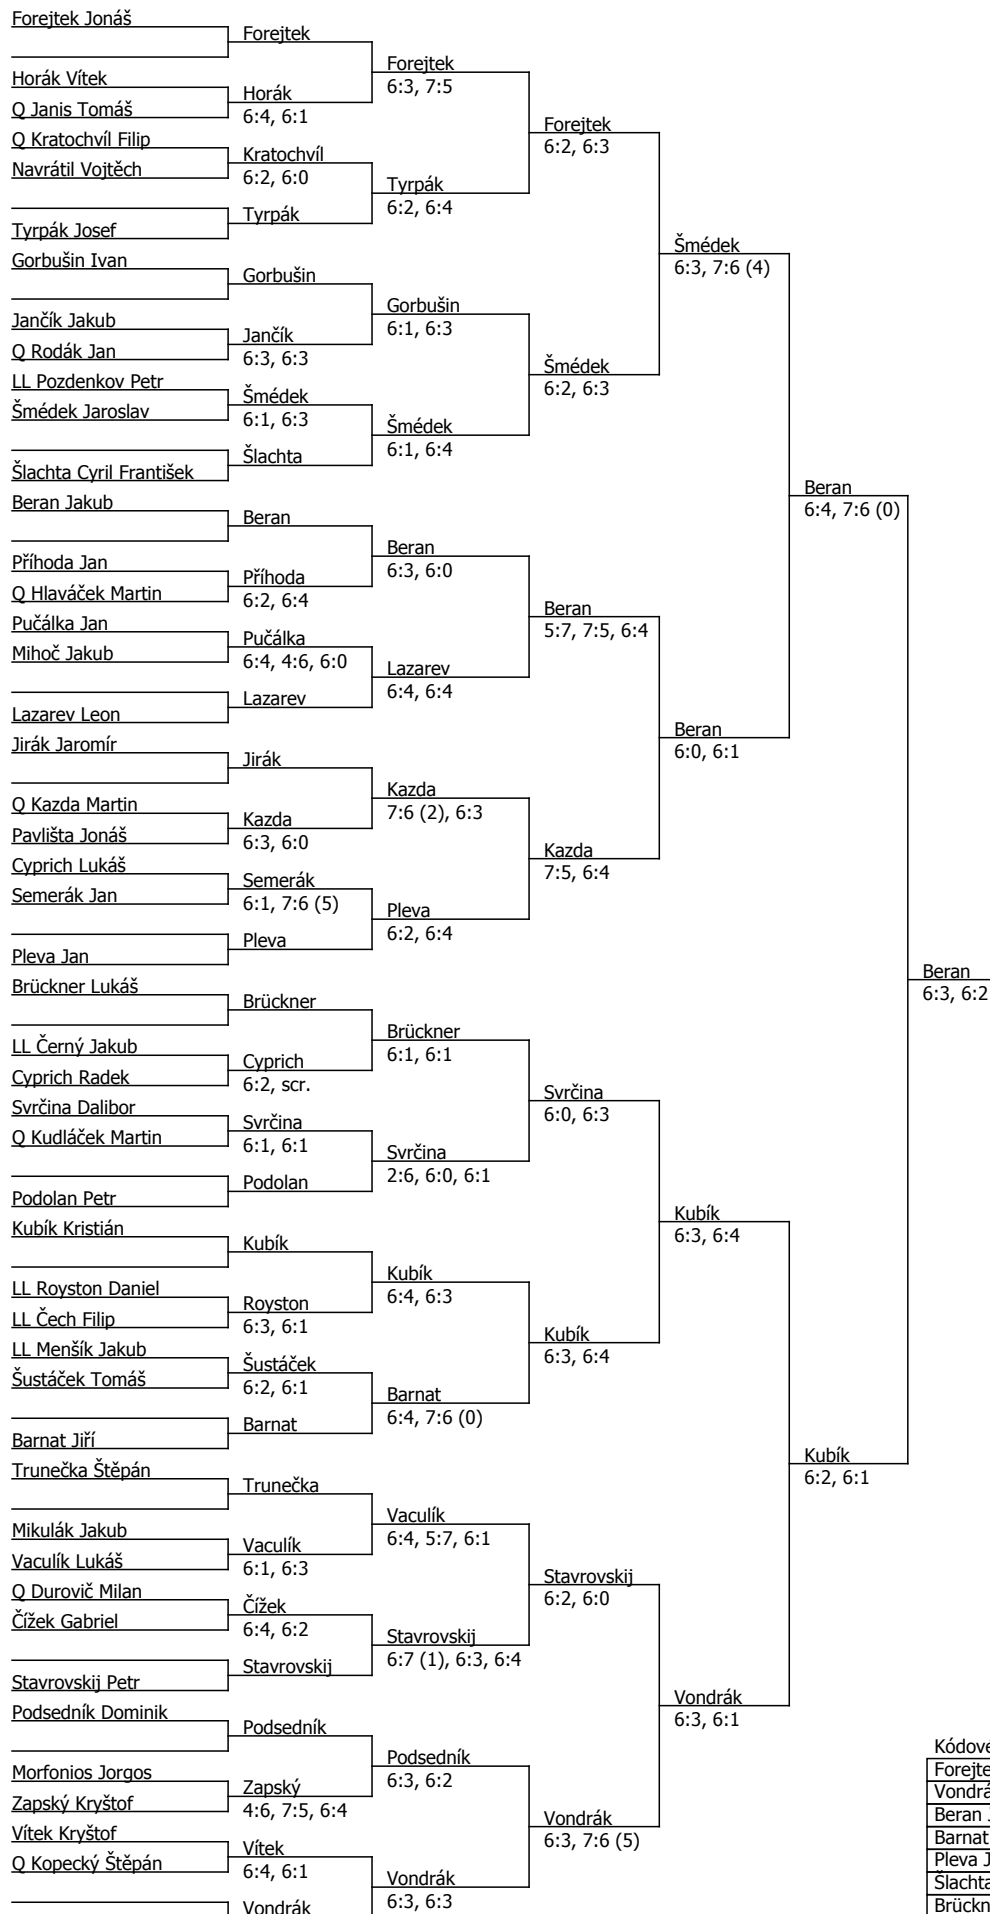 Forejtek Jonáš
Horák Vítek
Q Janis Tomáš
Q Kratochvíl Filip
Navrátil Vojtěch
Tyrpák Josef
Gorbušin Ivan
Jančík Jakub
Q Rodák Jan
LL Pozdenkov Petr
Šmédek Jaroslav
Šlachta Cyril František
Beran Jakub
Příhoda Jan
Q Hlaváček Martin
Pučálka Jan
Mihoč Jakub
Lazarev Leon
Jirák Jaromír
Q Kazda Martin
Pavlišta Jonáš
Cyprich Lukáš
Semerák Jan
Pleva Jan
Brückner Lukáš
LL Černý Jakub
Cyprich Radek
Svrčina Dalibor
Q Kudláček Martin
Podolan Petr
Kubík Kristián
LL Royston Daniel
LL Čech Filip
LL Menšík Jakub
Šustáček Tomáš
Barnat Jiří
Trunečka Štěpán
Mikulák Jakub
Vaculík Lukáš
Q Durovič Milan
Čížek Gabriel
Stavrovskij Petr
Podsedník Dominik
Morfonios Jorgos
Zapský Kryštof
Vítek Kryštof
Q Kopecký Štěpán
Forejtek
Horák
6:4, 6:1
Kratochvíl
6:2, 6:0
Tyrpák
Gorbušin
Jančík
6:3, 6:3
Šmédek
6:1, 6:3
Šlachta
Beran
Příhoda
6:2, 6:4
Pučálka
6:4, 4:6, 6:0
Lazarev
Jirák
Kazda
6:3, 6:0
Semerák
6:1, 7:6 (5)
Pleva
Brückner
Cyprich
6:2, scr.
Svrčina
6:1, 6:1
Podolan
Kubík
Royston
6:3, 6:1
Šustáček
6:2, 6:1
Barnat
Trunečka
Vaculík
6:1, 6:3
Čížek
6:4, 6:2
Stavrovskij
Podsedník
Zapský
4:6, 7:5, 6:4
Vítek
6:4, 6:1
Vondrák
Forejtek
6:3, 7:5
Tyrpák
6:2, 6:4
Gorbušin
6:1, 6:3
Šmédek
6:1, 6:4
Beran
6:3, 6:0
Lazarev
6:4, 6:4
Kazda
7:6 (2), 6:3
Pleva
6:2, 6:4
Brückner
6:1, 6:1
Svrčina
2:6, 6:0, 6:1
Kubík
6:4, 6:3
Barnat
6:4, 7:6 (0)
Vaculík
6:4, 5:7, 6:1
Stavrovskij
6:7 (1), 6:3, 6:4
Podsedník
6:3, 6:2
Vondrák
6:3, 6:3
Forejtek
6:2, 6:3
Šmédek
6:2, 6:3
Beran
5:7, 7:5, 6:4
Kazda
7:5, 6:4
Svrčina
6:0, 6:3
Kubík
6:3, 6:4
Stavrovskij
6:2, 6:0
Vondrák
6:3, 7:6 (5)
Šmédek
6:3, 7:6 (4)
Beran
6:0, 6:1
Kubík
6:3, 6:4
Vondrák
6:3, 6:1
Beran
6:4, 7:6 (0)
Kubík
6:2, 6:1
Beran
6:3, 6:2
Forejte
Beran
Barnat
Pleva J
Šlachta
Brückn